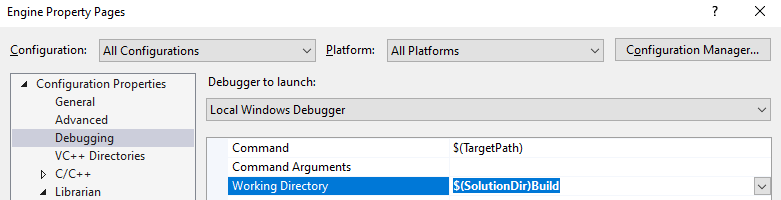 Engine Property Pages
Configuration: All Configurations Platform: All Platforms Configuration Manager...
Configuration Properties
General
Advanced
Debugging
VC++ Directories
C/C++
Librarian
Debugger to launch:
Local Windows Debugger
Command $(TargetPath)
Command Arguments
Working Directory $(SolutionDir)Build